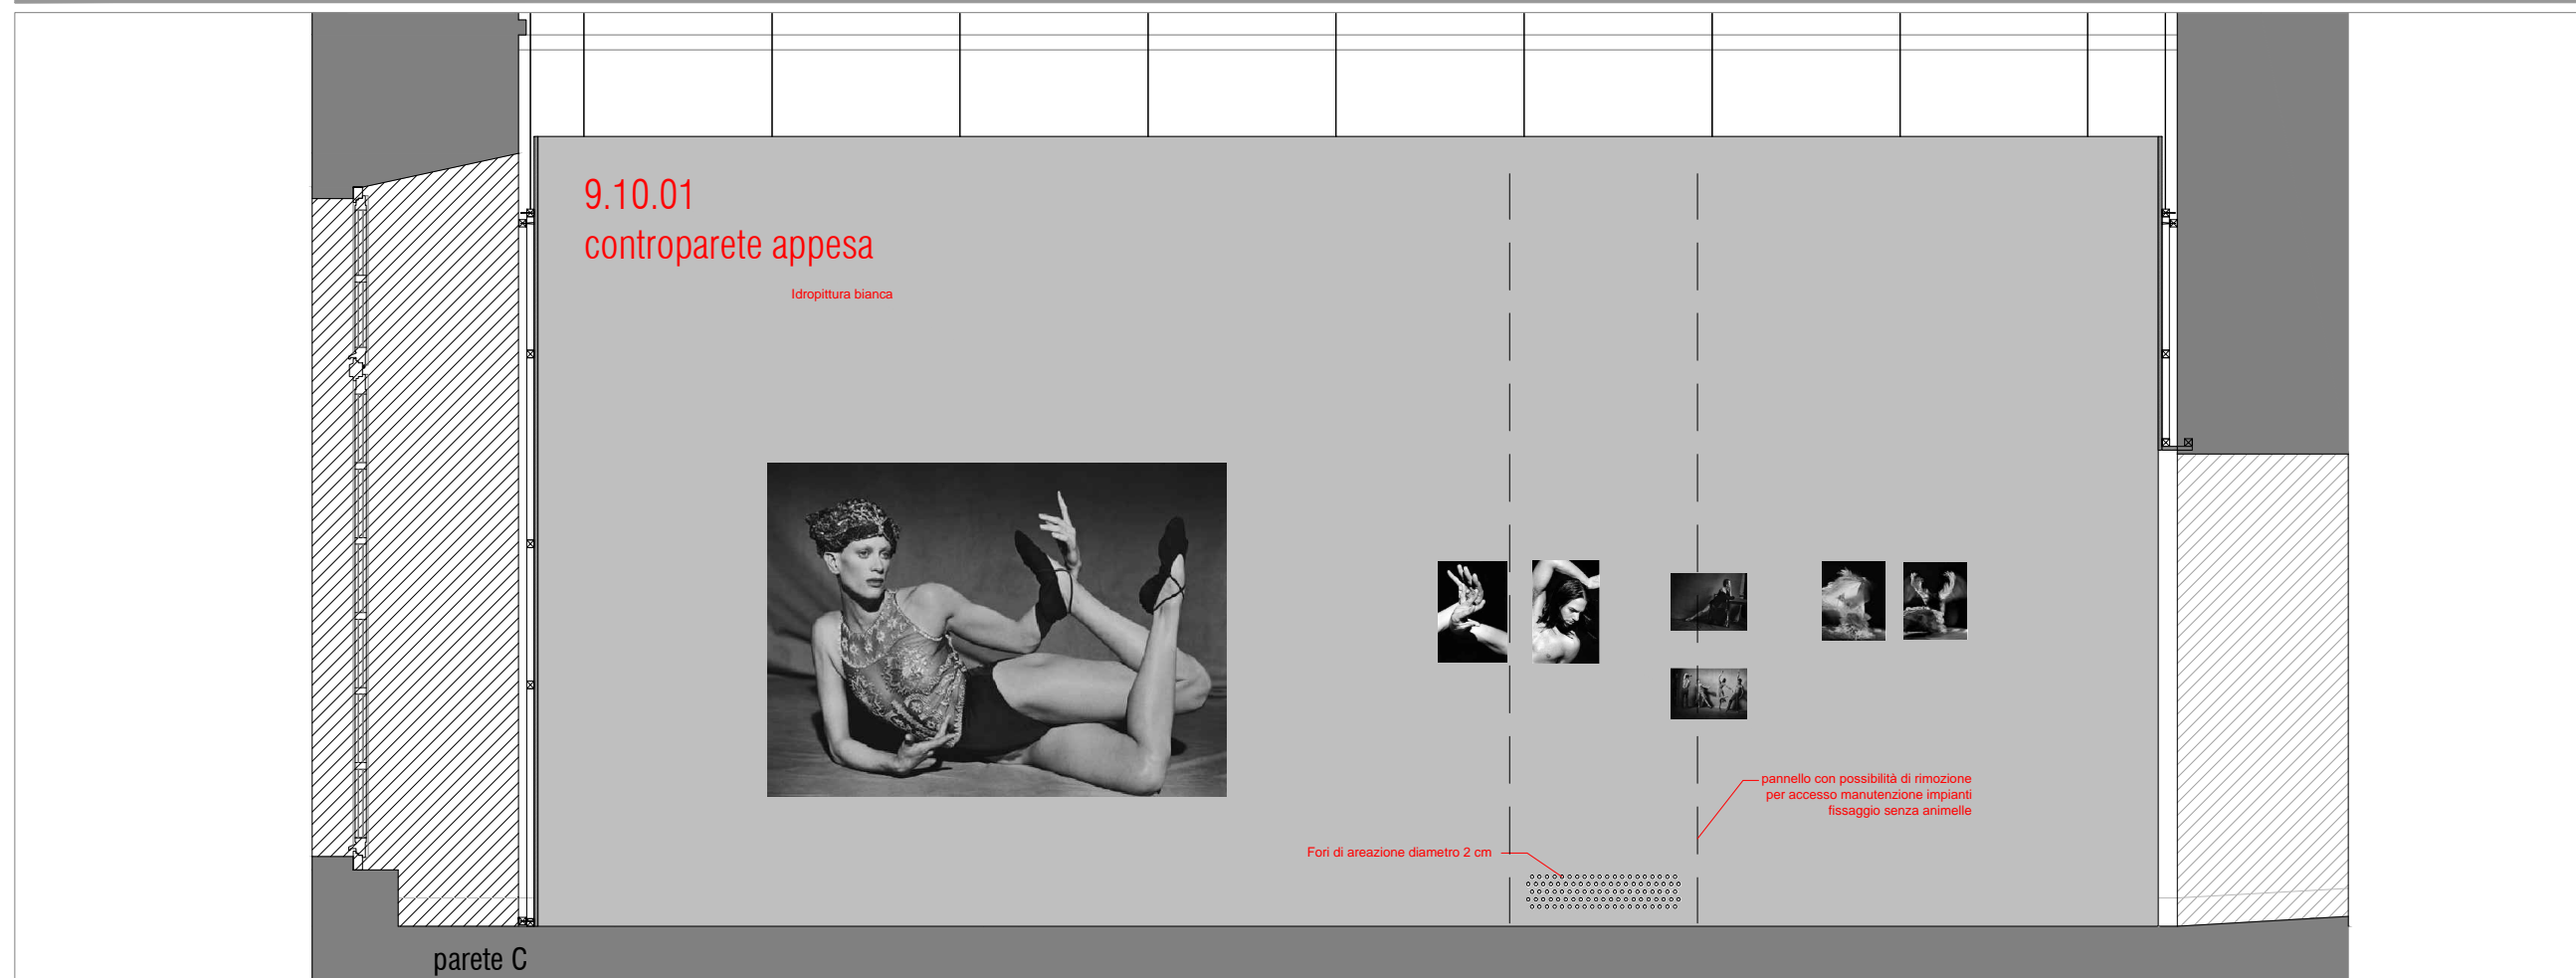 9.10.01
controparete appesa
Idropittura bianca
pannello con possibilità di rimozione
per accesso manutenzione impianti
fissaggio senza animelle
Fori di areazione diametro 2 cm
parete C